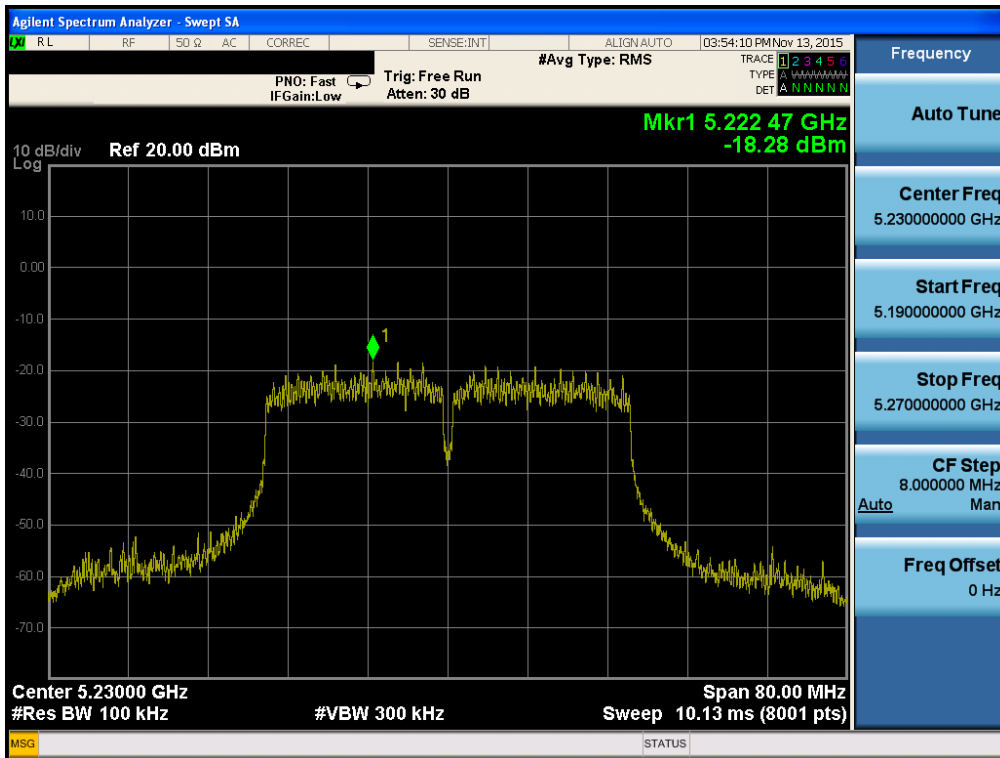 Agilent Spectrum Analyzer - Swept SA
LXI RL RF 50 Ω AC CORREC SENSE:INT ALIGN AUTO 03:54:10 PM Nov 13, 2015
Frequency
#Avg Type: RMS
TRACE 1 2 3 4 5 6
PNO: Fast Trig: Free Run
TYPE A WWWWW
IFGain:Low Atten: 30 dB
DET A N N N N N
Auto Tune
Mkr1 5.222 47 GHz
10 dB/div Ref 20.00 dBm -18.28 dBm
Log
1
10.0
0.00
-10.0
-20.0
-30.0
-40.0
-50.0
-60.0
-70.0
Center Freq
5.230000000 GHz
Start Freq
5.190000000 GHz
Stop Freq
5.270000000 GHz
CF Step
8.000000 MHz
Auto Man
Freq Offset
0 Hz
Center 5.23000 GHz Span 80.00 MHz
#Res BW 100 kHz #VBW 300 kHz Sweep 10.13 ms (8001 pts)
MSG STATUS